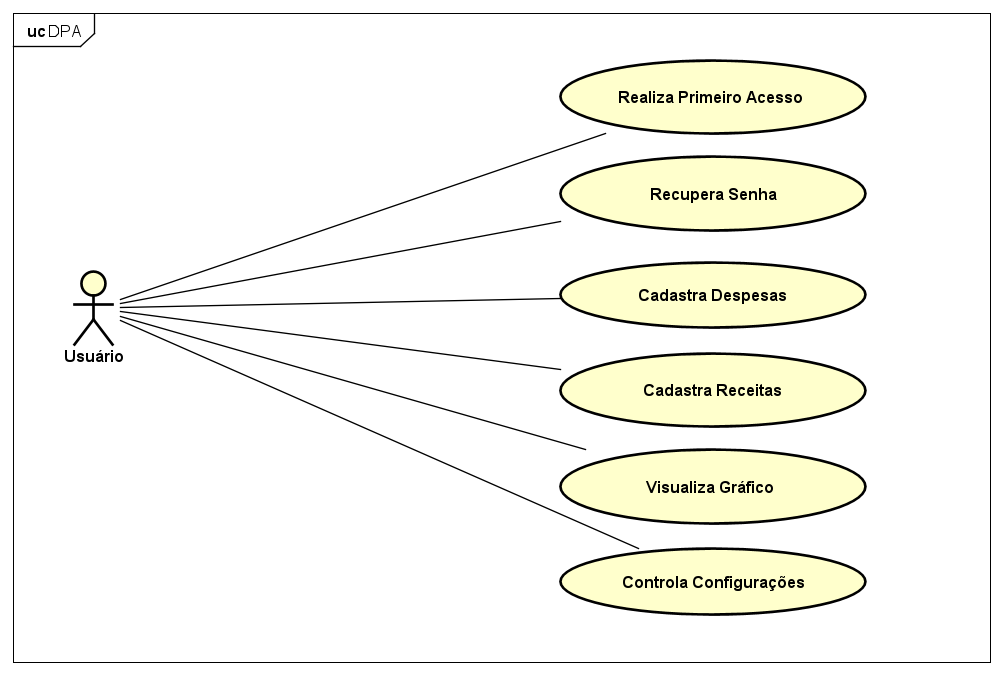 uc DPA
Realiza Primeiro Acesso
Recupera Senha
Cadastra Despesas
Usuário
Cadastra Receitas
Visualiza Gráfico
Controla Configurações